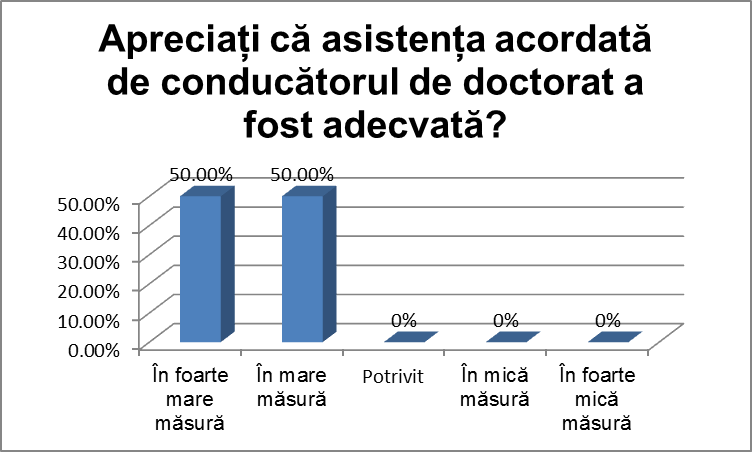 Apreciați că asistența acordată
de conducătorul de doctorat a
fost adecvată?
50.00% 50.00%
50.00%
40.00%
30.00%
20.00%
10.00%
0.00%
0% 0% 0%
În foarte
mare
măsură
În mare
măsură
Potrivit
În mică
măsură
În foarte
mică
măsură